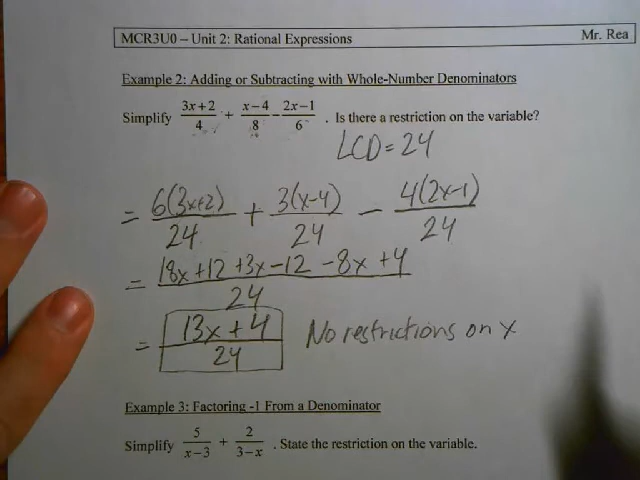 MCR3U0 – Unit 2: Rational Expressions Mr. Rea
Example 2: Adding or Subtracting with Whole-Number Denominators
Simplify (3x+2)/4 + (x−4)/8 − (2x−1)/6 . Is there a restriction on the variable?
LCD = 24
= 6(3x+2)/24 + 3(x−4)/24 − 4(2x−1)/24
= (18x+12+3x−12−8x+4)/24
= (13x+4)/24 No restrictions on x
Example 3: Factoring -1 From a Denominator
Simplify 5/(x−3) + 2/(3−x) . State the restriction on the variable.